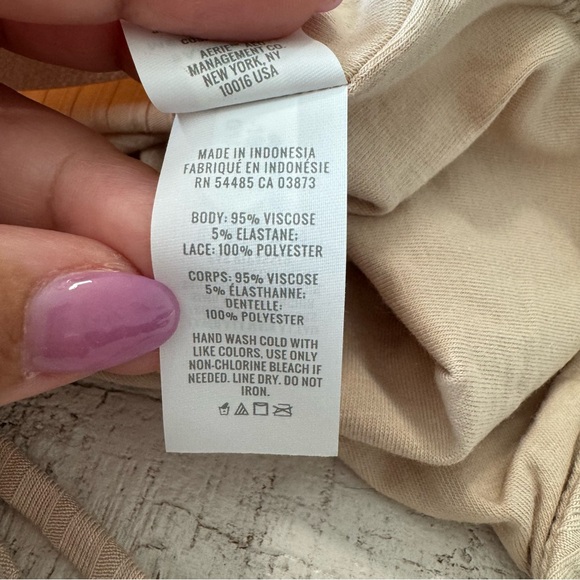 AERIE
MANAGEMENT CO.
NEW YORK, NY
10016 USA
MADE IN INDONESIA
FABRIQUÉ EN INDONÉSIE
RN 54485 CA 03873
BODY: 95% VISCOSE
5% ELASTANE;
LACE: 100% POLYESTER
CORPS: 95% VISCOSE
5% ÉLASTHANNE;
DENTELLE:
100% POLYESTER
HAND WASH COLD WITH
LIKE COLORS, USE ONLY
NON-CHLORINE BLEACH IF
NEEDED. LINE DRY. DO NOT
IRON.